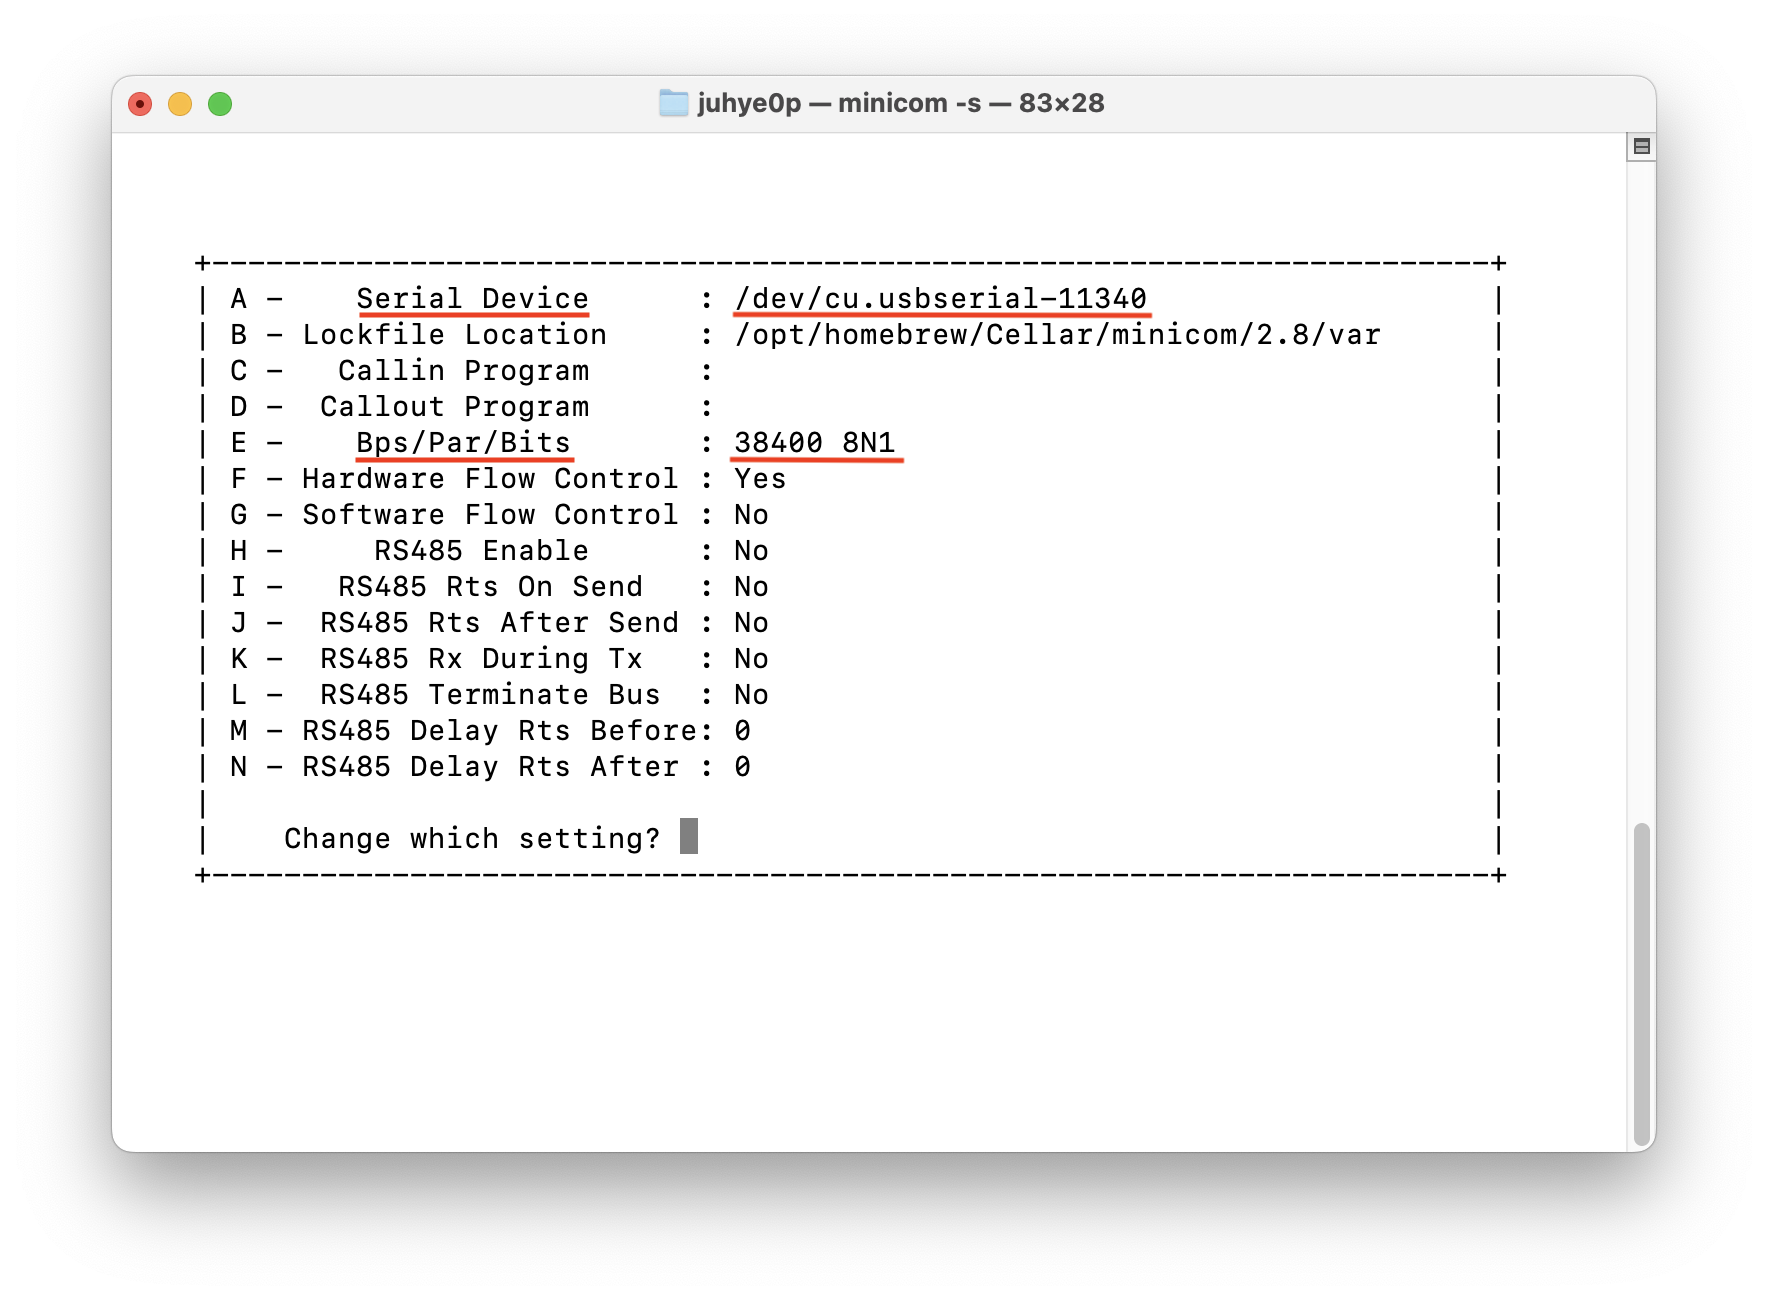 juhye0p — minicom -s — 83×28
+-----------------------------------------------------------------------+
| A -    Serial Device      : /dev/cu.usbserial-11340                   |
| B - Lockfile Location     : /opt/homebrew/Cellar/minicom/2.8/var      |
| C -   Callin Program      :                                           |
| D -  Callout Program      :                                           |
| E -    Bps/Par/Bits       : 38400 8N1                                 |
| F - Hardware Flow Control : Yes                                       |
| G - Software Flow Control : No                                        |
| H -     RS485 Enable      : No                                        |
| I -   RS485 Rts On Send   : No                                        |
| J -  RS485 Rts After Send : No                                        |
| K -  RS485 Rx During Tx   : No                                        |
| L -  RS485 Terminate Bus  : No                                        |
| M - RS485 Delay Rts Before: 0                                         |
| N - RS485 Delay Rts After : 0                                         |
|                                                                       |
|    Change which setting?                                              |
+-----------------------------------------------------------------------+